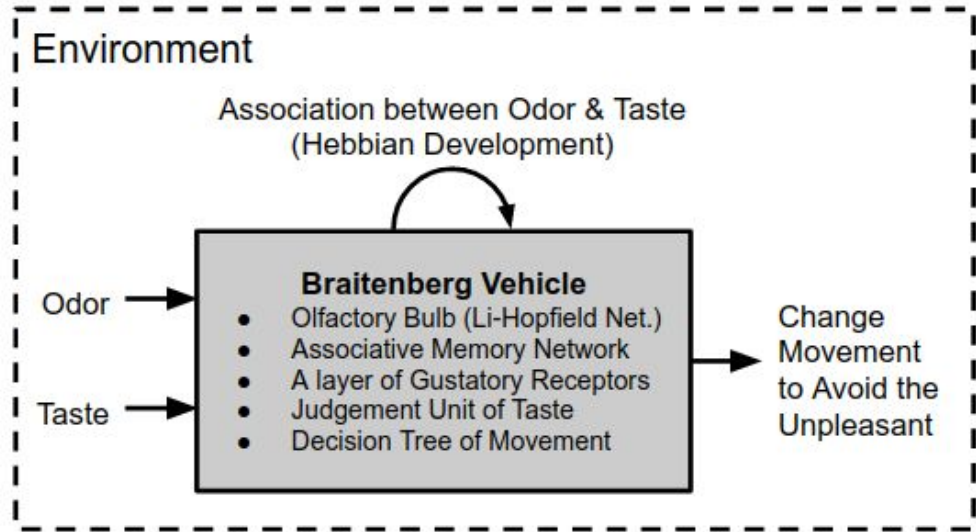 Environment
Association between Odor & Taste
(Hebbian Development)
Braitenberg Vehicle
● Olfactory Bulb (Li-Hopfield Net.)
● Associative Memory Network
● A layer of Gustatory Receptors
● Judgement Unit of Taste
● Decision Tree of Movement
Odor
Taste
Change
Movement
to Avoid the
Unpleasant